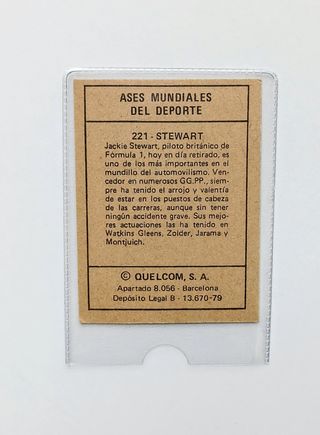 ASES MUNDIALES
DEL DEPORTE
221 - STEWART
Jackie Stewart, piloto británico de
Fórmula 1, hoy en día retirado, es
uno de los más importantes en el
mundillo del automovilismo. Ven-
cedor en numerosos GG.PP., siem-
pre ha tenido el arrojo y valentía
de estar en los puestos de cabeza
de las carreras, aunque sin tener
ningún accidente grave. Sus mejo-
res actuaciones las ha tenido en
Watkins Gleens, Zolder, Jarama y
Montjuich.
© QUELCOM, S. A.
Apartado 8.056 - Barcelona
Depósito Legal B - 13.670-79